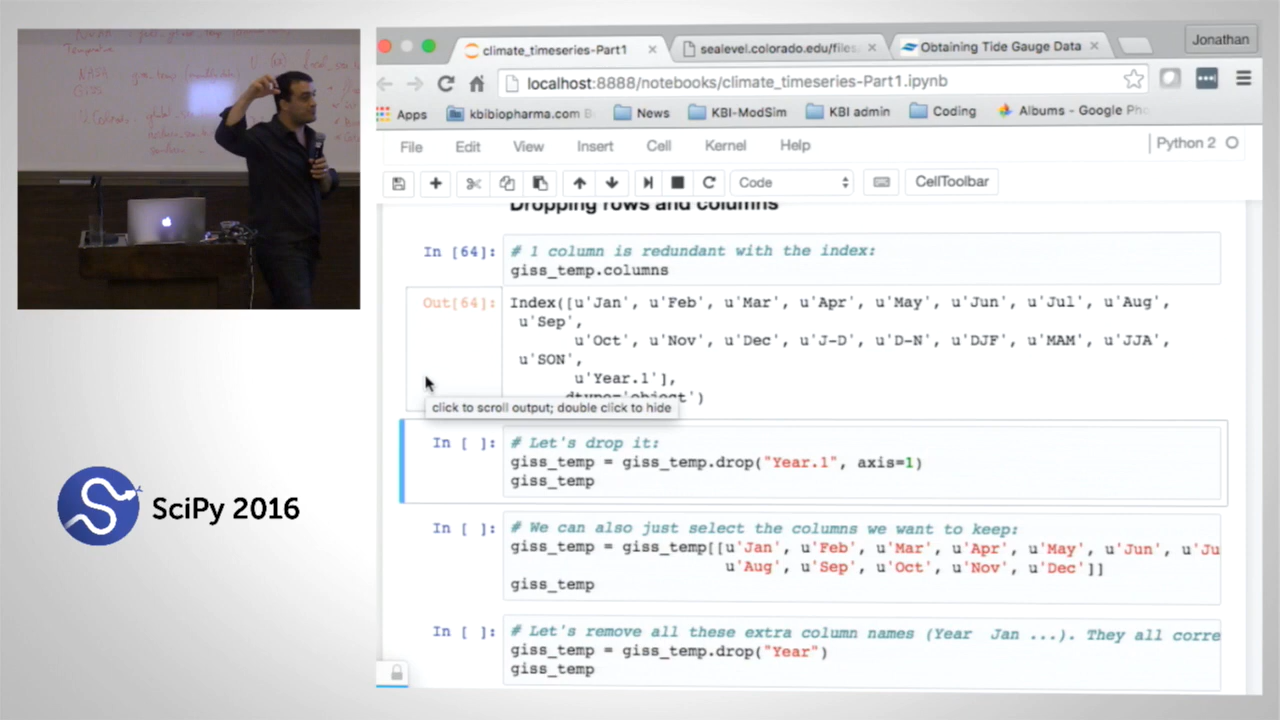 climate_timeseries-Part1
sealevel.colorado.edu/files
Obtaining Tide Gauge Data
Jonathan
localhost:8888/notebooks/climate_timeseries-Part1.ipynb
Apps
kbibiopharma.com
News
KBI-ModSim
KBI admin
Coding
Albums - Google Pho
File Edit View Insert Cell Kernel Help
Python 2
Code
CellToolbar
Dropping rows and columns
In [64]:
# 1 column is redundant with the index:
giss_temp.columns
Out[64]:
Index([u'Jan', u'Feb', u'Mar', u'Apr', u'May', u'Jun', u'Jul', u'Aug',
u'Sep',
u'Oct', u'Nov', u'Dec', u'J-D', u'D-N', u'DJF', u'MAM', u'JJA',
u'SON',
u'Year.1'],
dtype='object')
click to scroll output; double click to hide
In [ ]:
# Let's drop it:
giss_temp = giss_temp.drop("Year.1", axis=1)
giss_temp
In [ ]:
# We can also just select the columns we want to keep:
giss_temp = giss_temp[[u'Jan', u'Feb', u'Mar', u'Apr', u'May', u'Jun', u'Ju
u'Aug', u'Sep', u'Oct', u'Nov', u'Dec']]
giss_temp
In [ ]:
# Let's remove all these extra column names (Year Jan ...). They all corre
giss_temp = giss_temp.drop("Year")
giss_temp
SciPy 2016